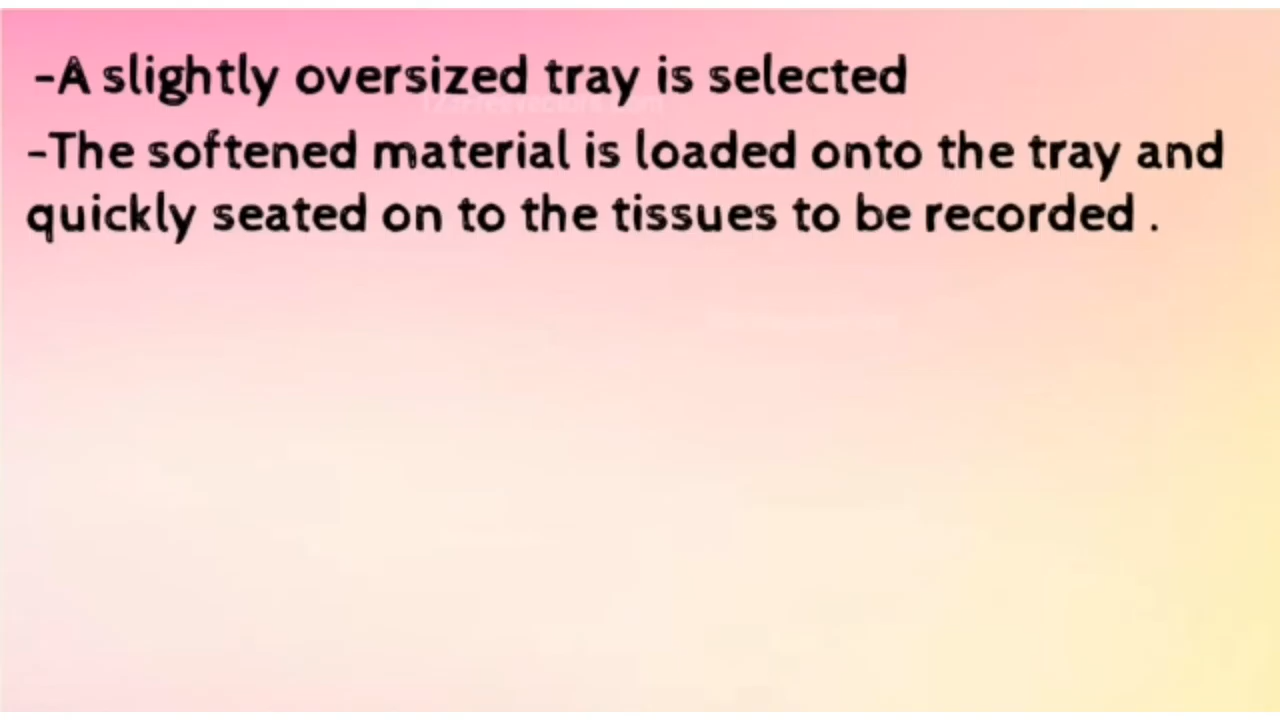 -A slightly oversized tray is selected
-The softened material is loaded onto the tray and
quickly seated on to the tissues to be recorded .